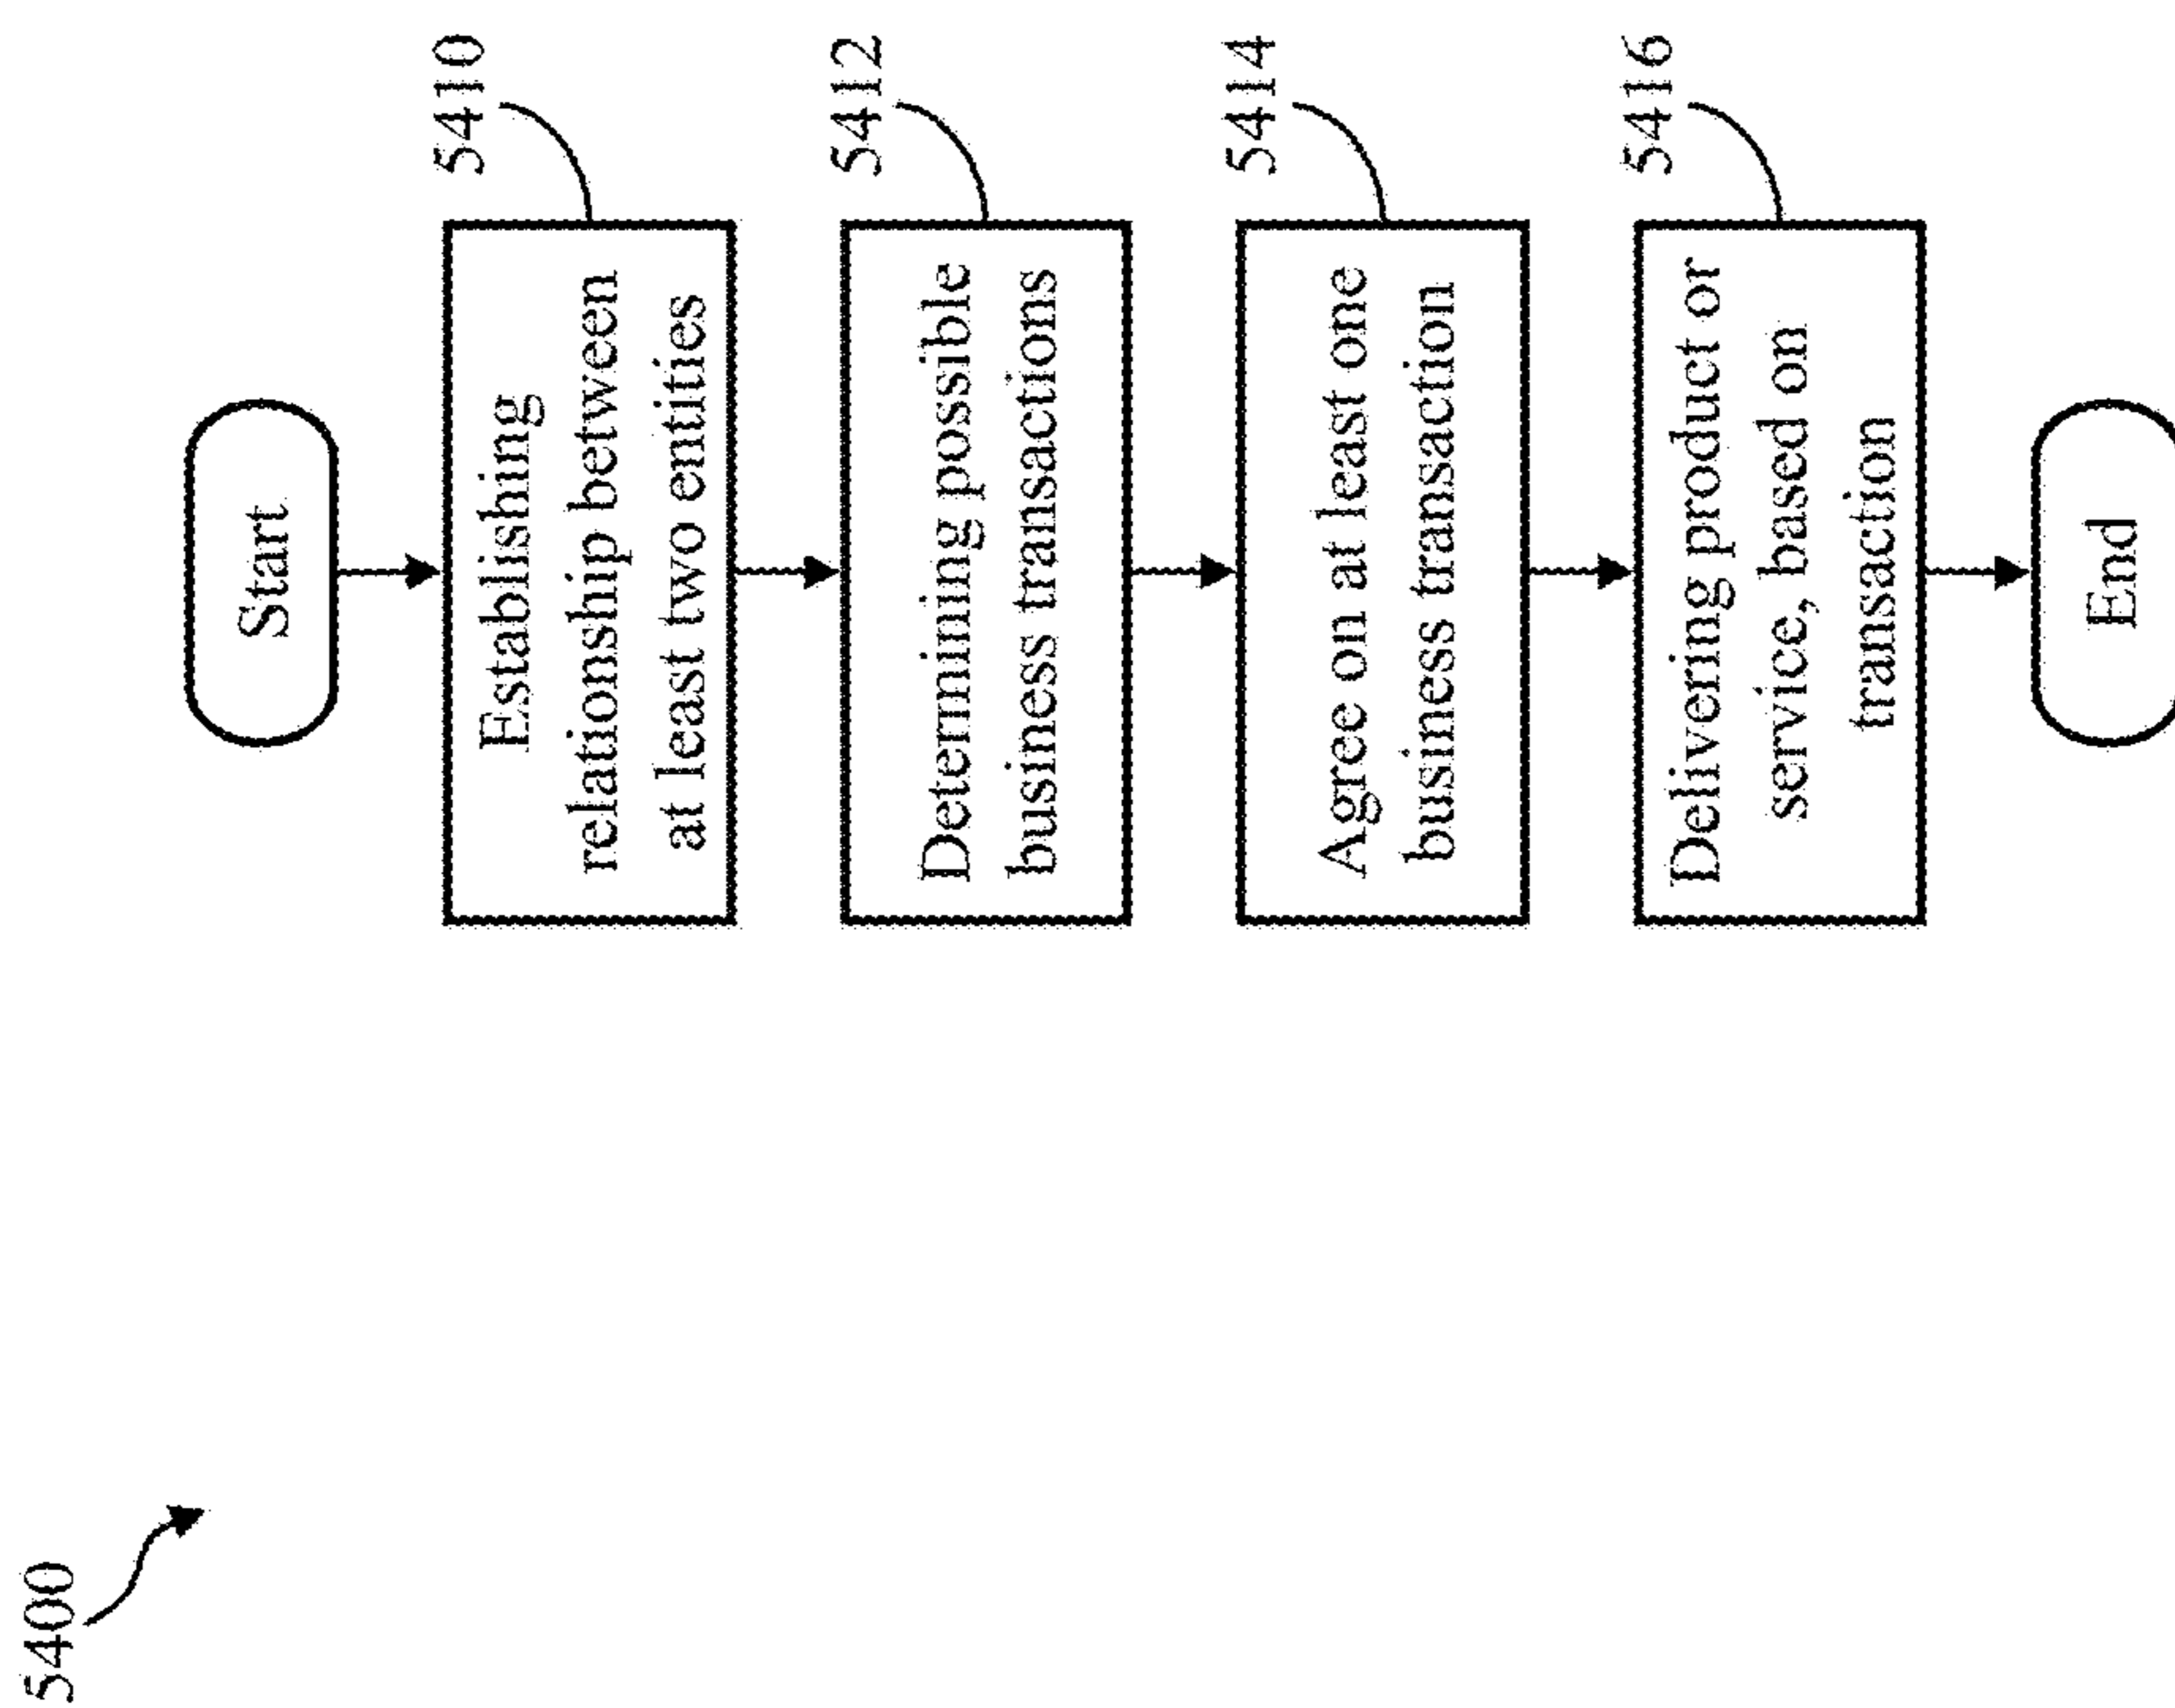 5400
Start
Establishing
relationship between
at least two entities
5410
Determining possible
business transactions
5412
Agree on at least one
business transaction
5414
Delivering product or
service, based on
transaction
5416
End